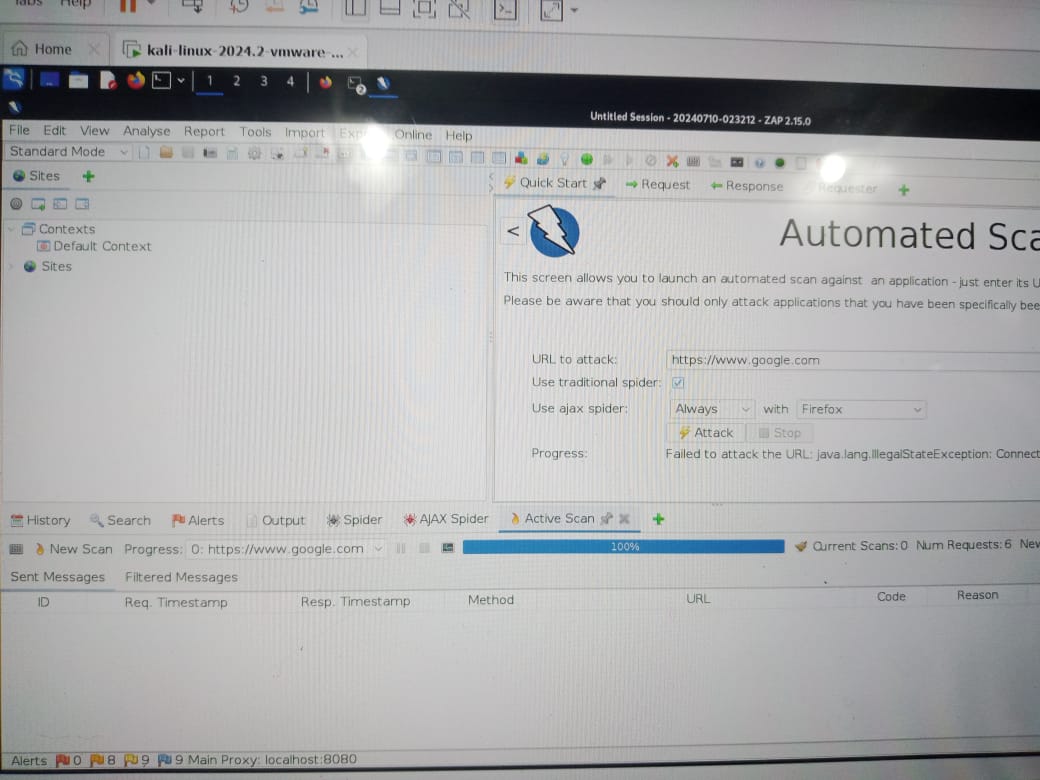 Help
Home
kali-linux-2024.2-vmware-...
1 2 3 4
2
Untitled Session - 20240710-023212 - ZAP 2.15.0
File Edit View Analyse Report Tools Import Online Help
Standard Mode
Sites
Quick Start Request Response Requester
Contexts
Default Context
Sites
<
Automated Sca
This screen allows you to launch an automated scan against an application - just enter its U
Please be aware that you should only attack applications that you have been specifically bee
URL to attack: https://www.google.com
Use traditional spider:
Use ajax spider: Always with Firefox
Attack Stop
Progress: Failed to attack the URL: java.lang.IllegalStateException: Connect
History Search Alerts Output Spider AJAX Spider Active Scan
New Scan Progress: 0: https://www.google.com 100% Current Scans: 0 Num Requests: 6 New
Sent Messages Filtered Messages
ID Req. Timestamp Resp. Timestamp Method URL Code Reason
Alerts 0 8 9 9 Main Proxy: localhost:8080